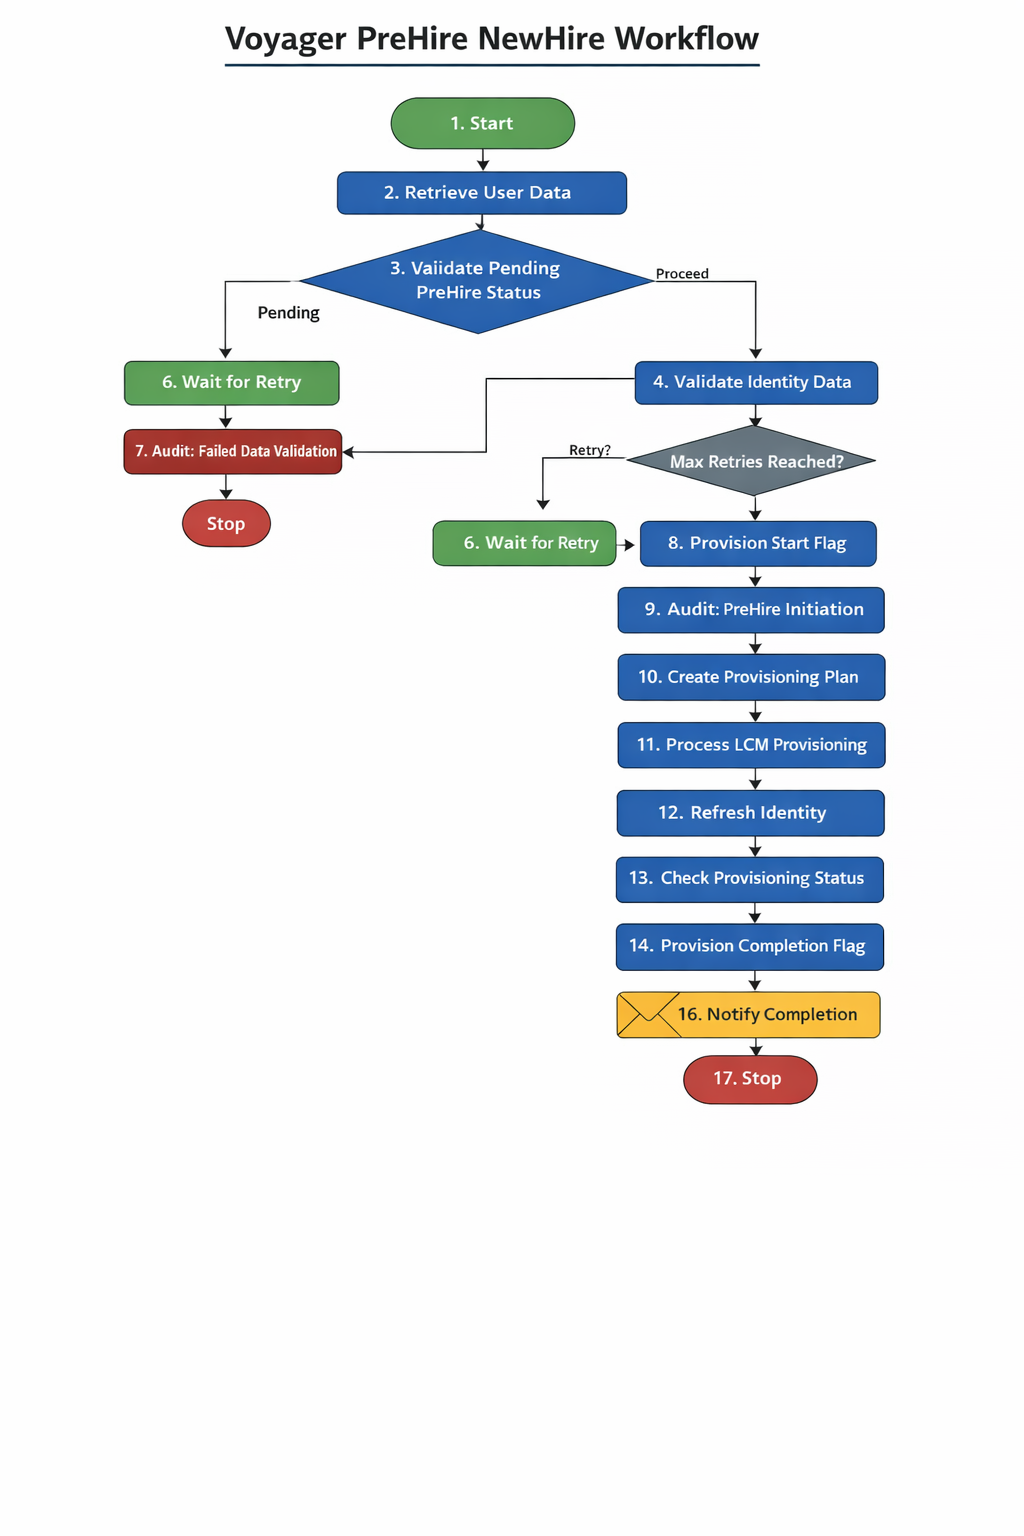 Voyager PreHire NewHire Workflow
1. Start
2. Retrieve User Data
3. Validate Pending
PreHire Status
Proceed
Pending
6. Wait for Retry
4. Validate Identity Data
7. Audit: Failed Data Validation
Retry?
Max Retries Reached?
Stop
6. Wait for Retry
8. Provision Start Flag
9. Audit: PreHire Initiation
10. Create Provisioning Plan
11. Process LCM Provisioning
12. Refresh Identity
13. Check Provisioning Status
14. Provision Completion Flag
16. Notify Completion
17. Stop